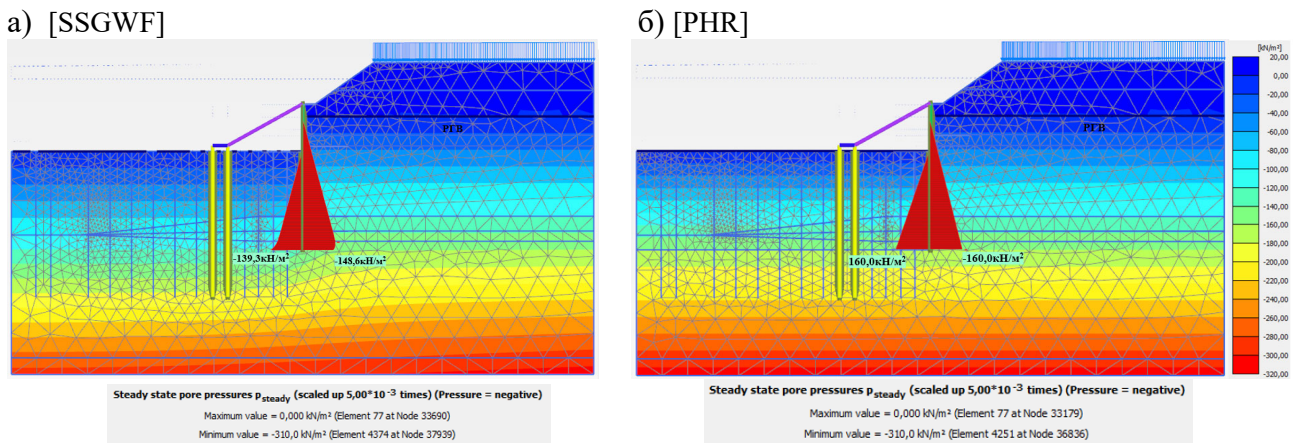 а) [SSGWF]
б) [PHR]
РГВ
-139,3кН/м²
-148,6кН/м²
РГВ
-160,0кН/м²
-160,0кН/м²
[kN/m²]
20,00
0,00
-20,00
-40,00
-60,00
-80,00
-100,00
-120,00
-140,00
-160,00
-180,00
-200,00
-220,00
-240,00
-260,00
-280,00
-300,00
-320,00
Steady state pore pressures p_steady (scaled up 5,00*10⁻³ times) (Pressure = negative)
Maximum value = 0,000 kN/m² (Element 77 at Node 33690)
Minimum value = -310,0 kN/m² (Element 4374 at Node 37939)
Steady state pore pressures p_steady (scaled up 5,00*10⁻³ times) (Pressure = negative)
Maximum value = 0,000 kN/m² (Element 77 at Node 33179)
Minimum value = -310,0 kN/m² (Element 4251 at Node 36836)